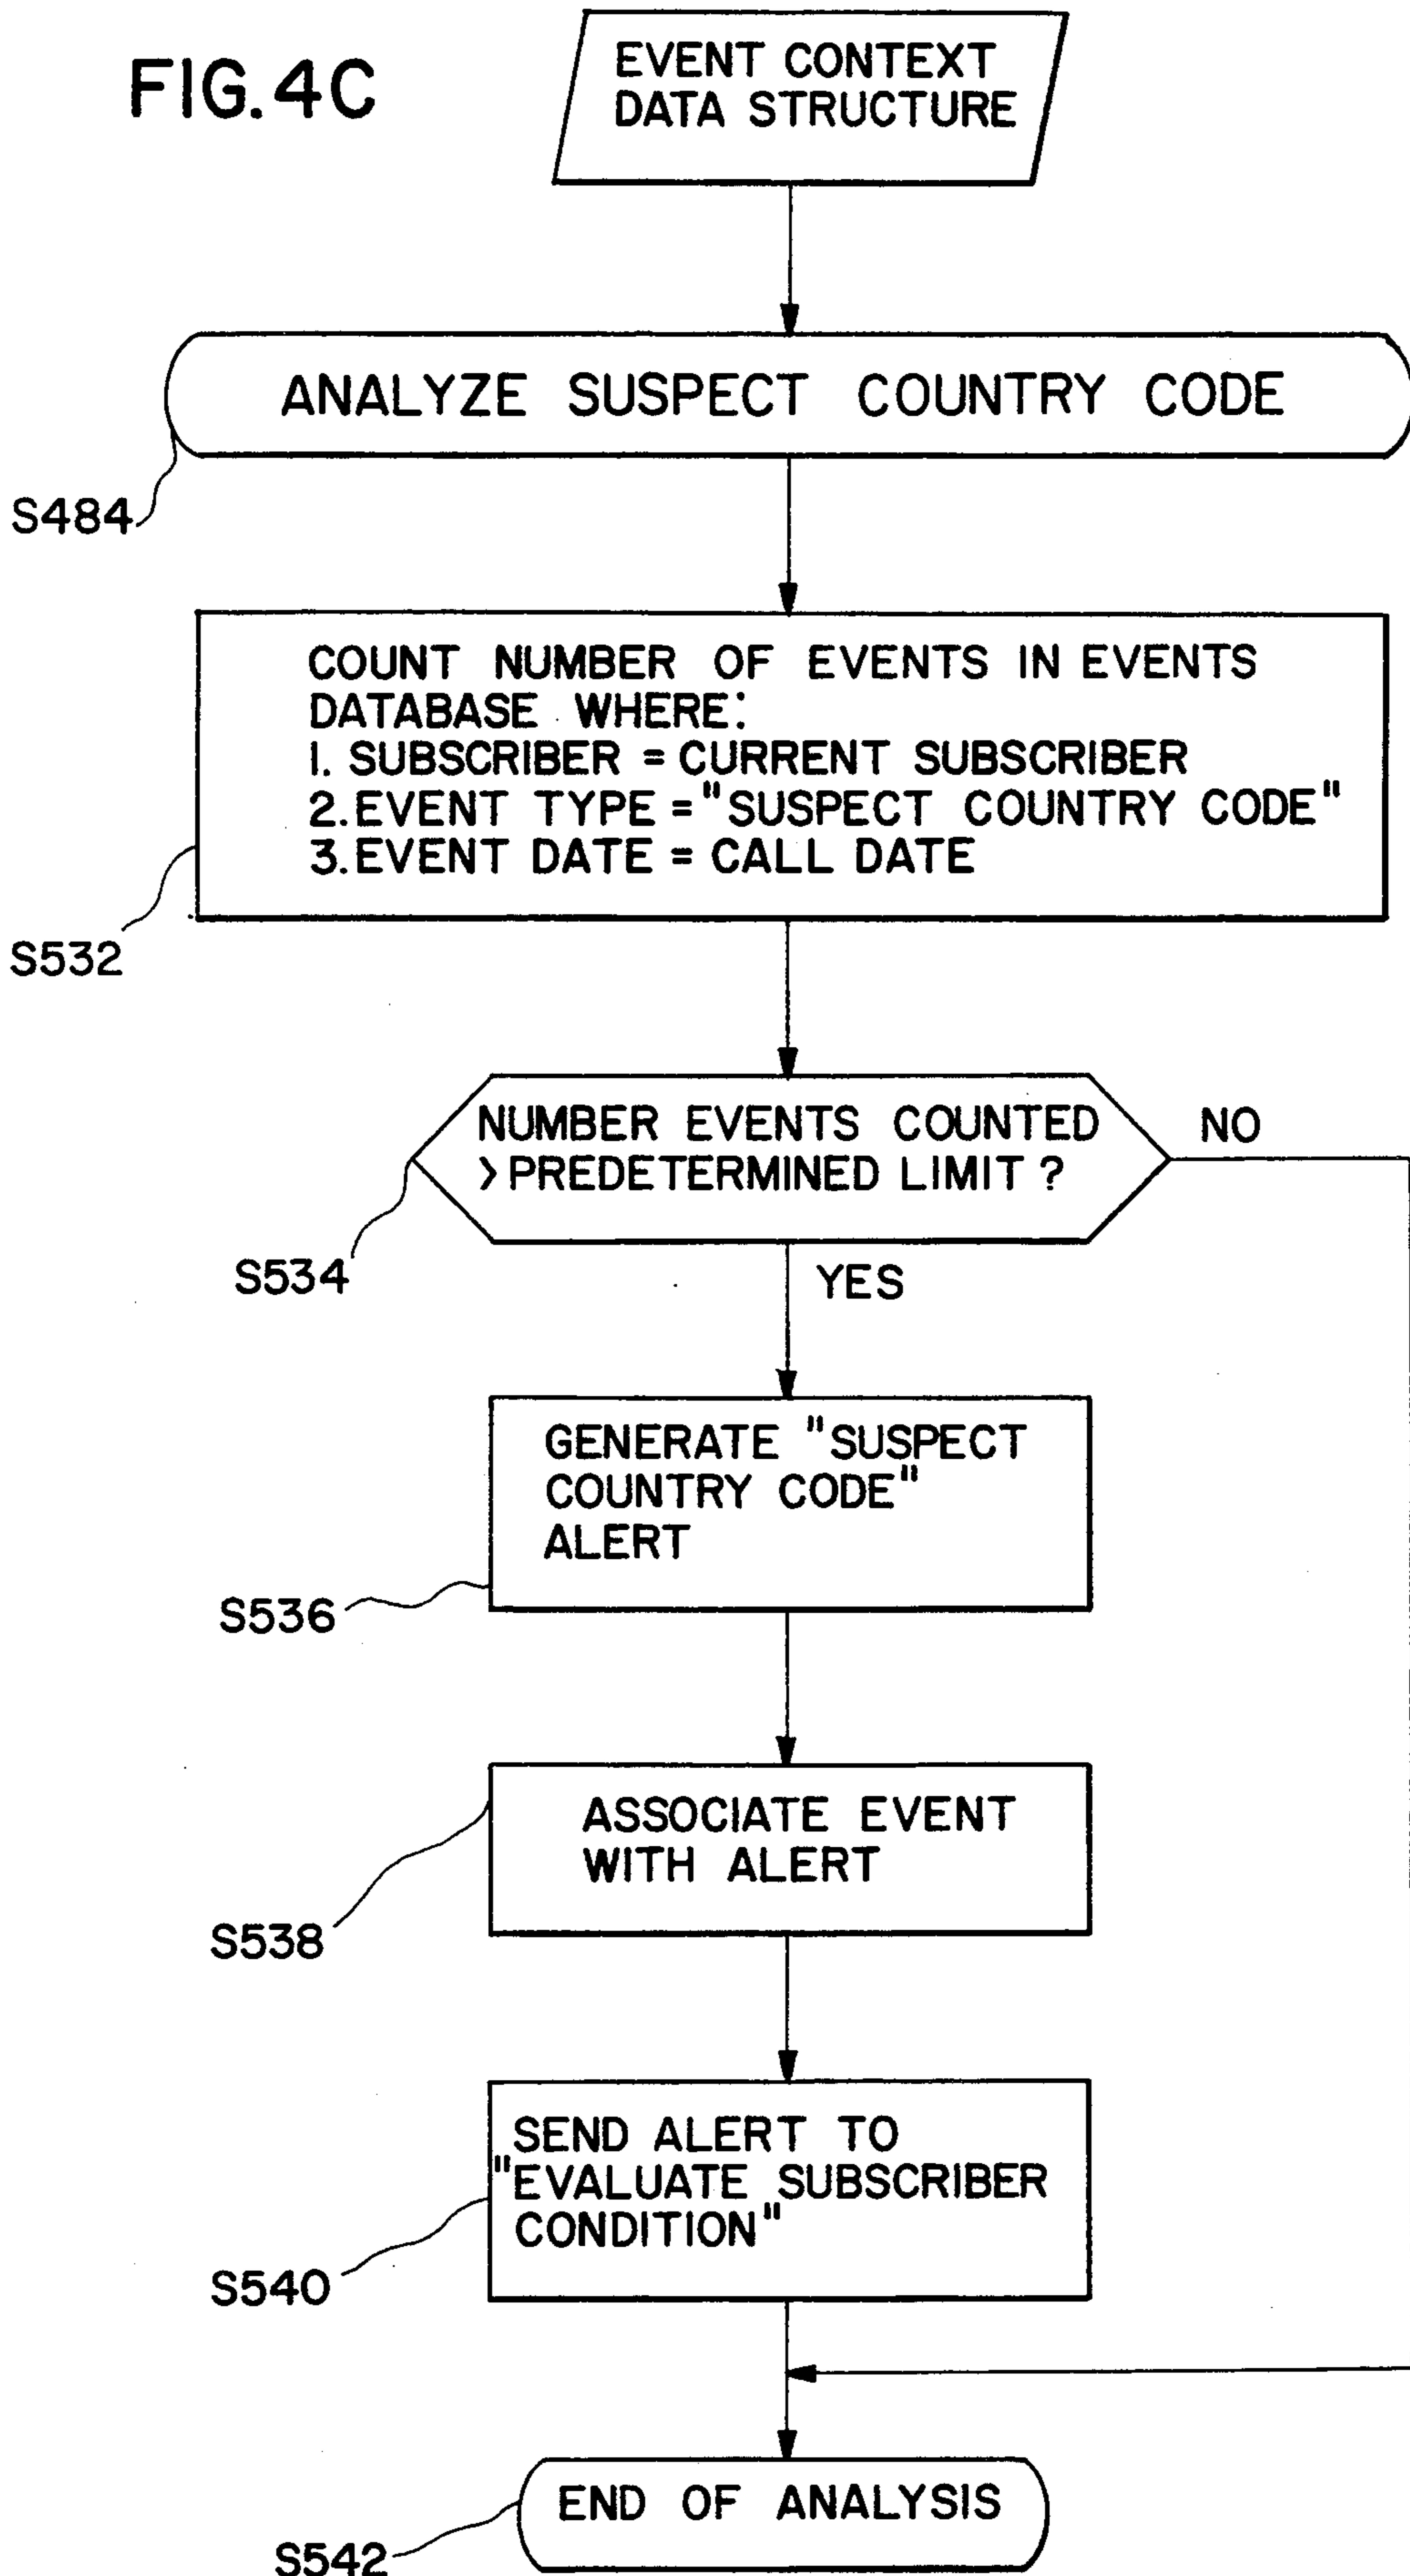 FIG. 4C
EVENT CONTEXT
DATA STRUCTURE
ANALYZE SUSPECT COUNTRY CODE
S484
COUNT NUMBER OF EVENTS IN EVENTS
DATABASE WHERE:
1. SUBSCRIBER = CURRENT SUBSCRIBER
2. EVENT TYPE = "SUSPECT COUNTRY CODE"
3. EVENT DATE = CALL DATE
S532
NUMBER EVENTS COUNTED
> PREDETERMINED LIMIT ?
NO
S534
YES
GENERATE "SUSPECT
COUNTRY CODE"
ALERT
S536
ASSOCIATE EVENT
WITH ALERT
S538
SEND ALERT TO
"EVALUATE SUBSCRIBER
CONDITION"
S540
END OF ANALYSIS
S542